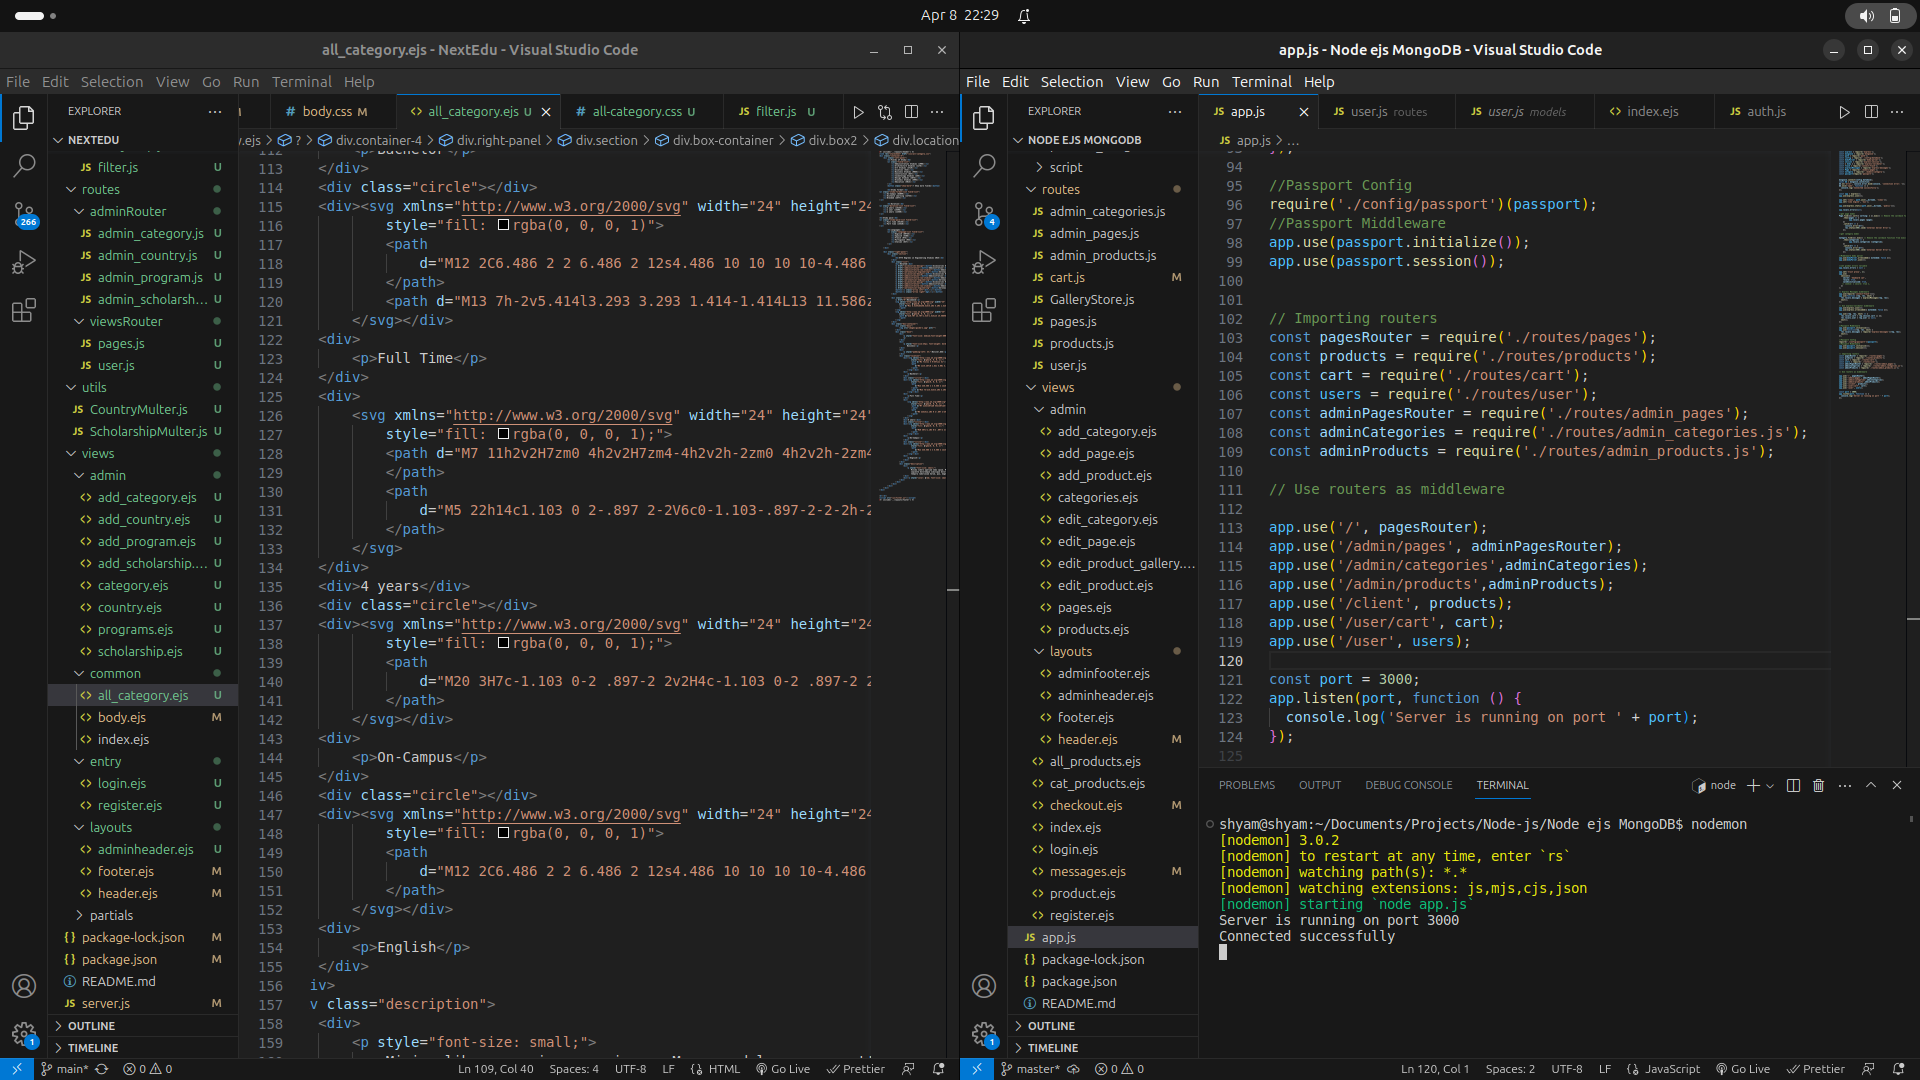 Apr 8 22:29
all_category.ejs - NextEdu - Visual Studio Code
File Edit Selection View Go Run Terminal Help
EXPLORER
NEXTEDU
filter.js U
routes
adminRouter
admin_category.js U
admin_country.js U
admin_program.js U
admin_scholarsh... U
viewsRouter
pages.js U
user.js U
utils
CountryMulter.js U
ScholarshipMulter.js U
views
admin
add_category.ejs U
add_country.ejs U
add_program.ejs U
add_scholarship.... U
category.ejs U
country.ejs U
programs.ejs U
scholarship.ejs U
common
all_category.ejs U
body.ejs M
index.ejs
entry
login.ejs U
register.ejs U
layouts
adminheader.ejs U
footer.ejs M
header.ejs M
partials
package-lock.json M
package.json M
README.md
server.js M
OUTLINE
TIMELINE
266
1
body.css M all_category.ejs U all-category.css U filter.js U
.ejs > ? > div.container-4 > div.right-panel > div.section > div.box-container > div.box2 > div.location
112 <p>Bachelor</p>
113 </div>
114 <div class="circle"></div>
115 <div><svg xmlns="http://www.w3.org/2000/svg" width="24" height="24
116 style="fill: rgba(0, 0, 0, 1)">
117 <path
118 d="M12 2C6.486 2 2 6.486 2 12s4.486 10 10 10 10-4.486
119 </path>
120 <path d="M13 7h-2v5.414l3.293 3.293 1.414-1.414L13 11.586z
121 </svg></div>
122 <div>
123 <p>Full Time</p>
124 </div>
125 <div>
126 <svg xmlns="http://www.w3.org/2000/svg" width="24" height="24"
127 style="fill: rgba(0, 0, 0, 1);">
128 <path d="M7 11h2v2H7zm0 4h2v2H7zm4-4h2v2h-2zm0 4h2v2h-2zm4
129 </path>
130 <path
131 d="M5 22h14c1.103 0 2-.897 2-2V6c0-1.103-.897-2-2-2h-2
132 </path>
133 </svg>
134 </div>
135 <div>4 years</div>
136 <div class="circle"></div>
137 <div><svg xmlns="http://www.w3.org/2000/svg" width="24" height="24
138 style="fill: rgba(0, 0, 0, 1);">
139 <path
140 d="M20 3H7c-1.103 0-2 .897-2 2v2H4c-1.103 0-2 .897-2 2
141 </path>
142 </svg></div>
143 <div>
144 <p>On-Campus</p>
145 </div>
146 <div class="circle"></div>
147 <div><svg xmlns="http://www.w3.org/2000/svg" width="24" height="24
148 style="fill: rgba(0, 0, 0, 1)">
149 <path
150 d="M12 2C6.486 2 2 6.486 2 12s4.486 10 10 10 10-4.486
151 </path>
152 </svg></div>
153 <div>
154 <p>English</p>
155 </div>
156 iv>
157 v class="description">
158 <div>
159 <p style="font-size: small;">
main* 0 0 Ln 109, Col 40 Spaces: 4 UTF-8 LF HTML Go Live Prettier
app.js - Node ejs MongoDB - Visual Studio Code
File Edit Selection View Go Run Terminal Help
EXPLORER
NODE EJS MONGODB
script
routes
admin_categories.js
admin_pages.js
admin_products.js
cart.js M
GalleryStore.js
pages.js
products.js
user.js
views
admin
add_category.ejs
add_page.ejs
add_product.ejs
categories.ejs
edit_category.ejs
edit_page.ejs
edit_product_gallery....
edit_product.ejs
pages.ejs
products.ejs
layouts
adminfooter.ejs
adminheader.ejs
footer.ejs
header.ejs M
all_products.ejs
cat_products.ejs
checkout.ejs M
index.ejs
login.ejs
messages.ejs M
product.ejs
register.ejs
app.js
package-lock.json
package.json
README.md
OUTLINE
TIMELINE
4
1
app.js user.js routes user.js models index.ejs auth.js
app.js > ...
94
95 //Passport Config
96 require('./config/passport')(passport);
97 //Passport Middleware
98 app.use(passport.initialize());
99 app.use(passport.session());
100
101
102 // Importing routers
103 const pagesRouter = require('./routes/pages');
104 const products = require('./routes/products');
105 const cart = require('./routes/cart');
106 const users = require('./routes/user');
107 const adminPagesRouter = require('./routes/admin_pages');
108 const adminCategories = require('./routes/admin_categories.js');
109 const adminProducts = require('./routes/admin_products.js');
110
111 // Use routers as middleware
112
113 app.use('/', pagesRouter);
114 app.use('/admin/pages', adminPagesRouter);
115 app.use('/admin/categories',adminCategories);
116 app.use('/admin/products',adminProducts);
117 app.use('/client', products);
118 app.use('/user/cart', cart);
119 app.use('/user', users);
120
121 const port = 3000;
122 app.listen(port, function () {
123 console.log('Server is running on port ' + port);
124 });
125
PROBLEMS OUTPUT DEBUG CONSOLE TERMINAL node
shyam@shyam:~/Documents/Projects/Node-js/Node ejs MongoDB$ nodemon
[nodemon] 3.0.2
[nodemon] to restart at any time, enter `rs`
[nodemon] watching path(s): *.*
[nodemon] watching extensions: js,mjs,cjs,json
[nodemon] starting `node app.js`
Server is running on port 3000
Connected successfully
master* 0 0 Ln 120, Col 1 Spaces: 2 UTF-8 LF JavaScript Go Live Prettier